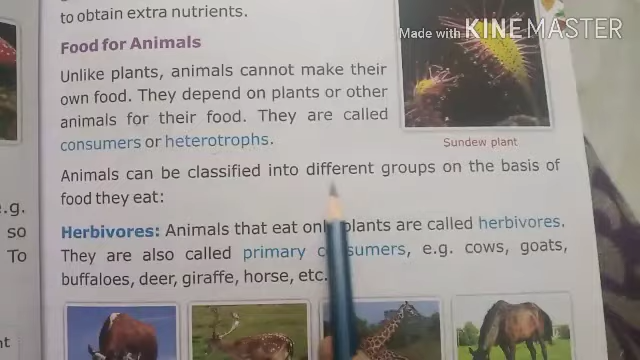 to obtain extra nutrients.
Food for Animals
Unlike plants, animals cannot make their
own food. They depend on plants or other
animals for their food. They are called
consumers or heterotrophs.
Made with KINEMASTER
Sundew plant
Animals can be classified into different groups on the basis of
food they eat:
Herbivores: Animals that eat only plants are called herbivores.
They are also called primary consumers, e.g. cows, goats,
buffaloes, deer, giraffe, horse, etc.
e.g.
so
To